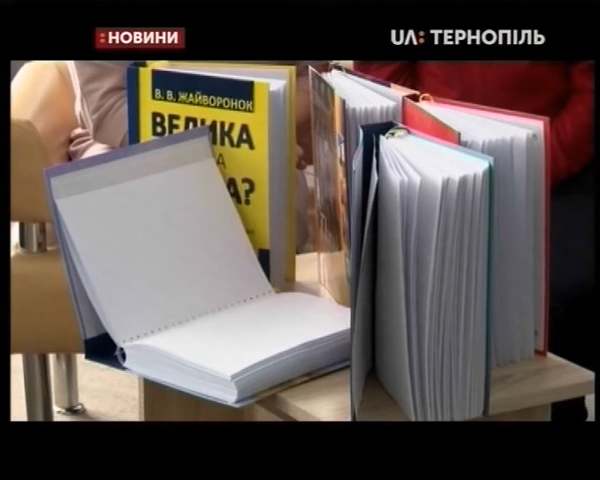 :НОВИНИ
UA: ТЕРНОПІЛЬ
В. В. ЖАЙВОРОНОК
ВЕЛИКА
А?